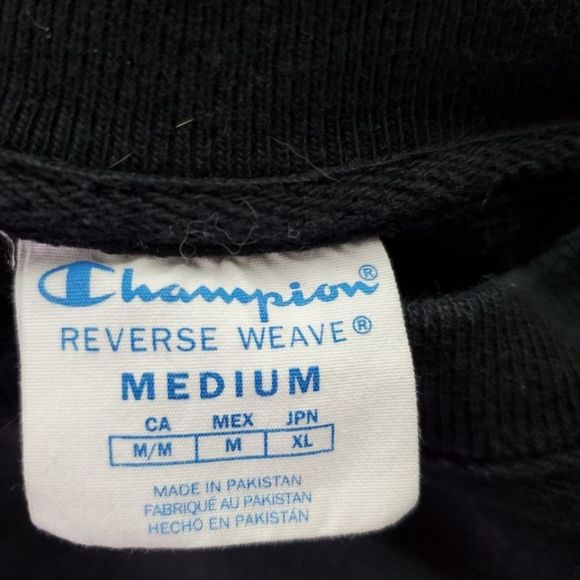 Champion®
REVERSE WEAVE®
MEDIUM
CA MEX JPN
M/M M XL
MADE IN PAKISTAN
FABRIQUÉ AU PAKISTAN
HECHO EN PAKISTÁN